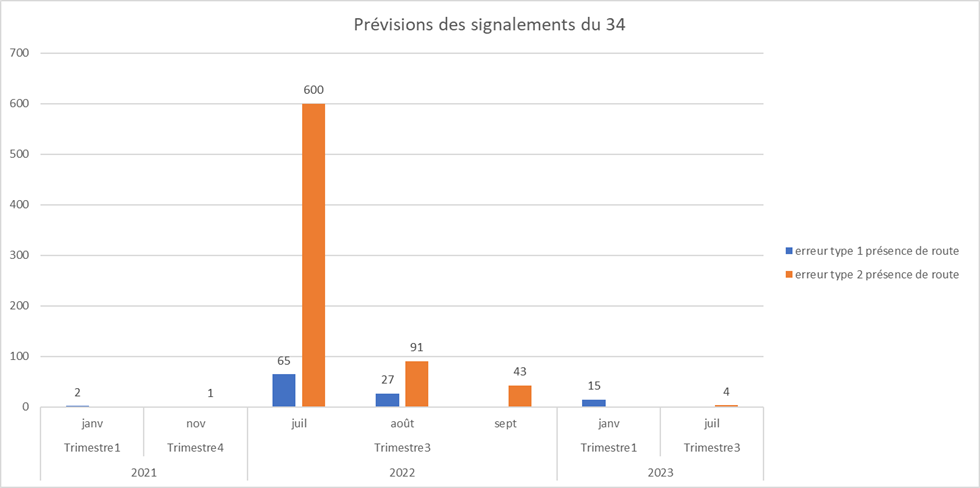 Prévisions des signalements du 34
700
600
600
500
400
300
200
100
91
65
43
27
15
2
1
4
0
janv
nov
juil
août
sept
janv
juil
Trimestre1
Trimestre4
Trimestre3
Trimestre1
Trimestre3
2021
2022
2023
erreur type 1 présence de route
erreur type 2 présence de route